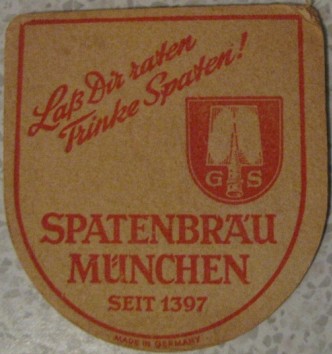 Laß Dir raten
Trinke Spaten!
G S
SPATENBRÄU
MÜNCHEN
SEIT 1397
MADE IN GERMANY